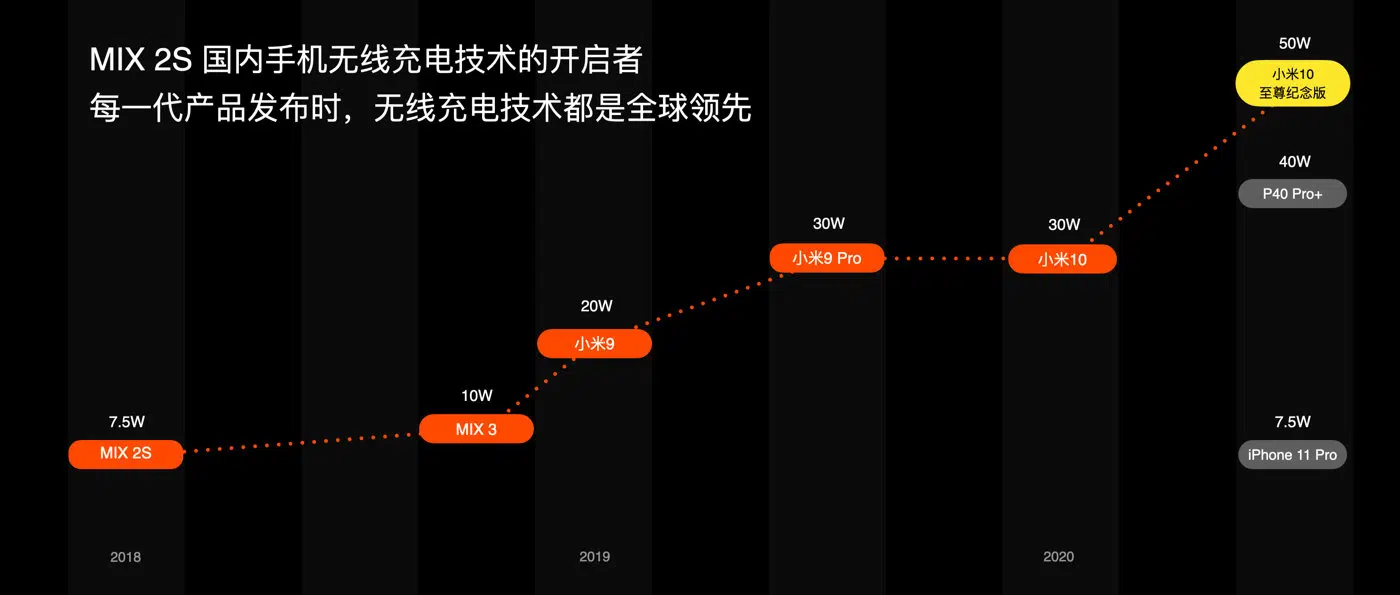 MIX 2S 国内手机无线充电技术的开启者
每一代产品发布时，无线充电技术都是全球领先
50W
小米10
至尊纪念版
40W
P40 Pro+
30W
小米9 Pro
30W
小米10
20W
小米9
10W
MIX 3
7.5W
MIX 2S
7.5W
iPhone 11 Pro
2018
2019
2020